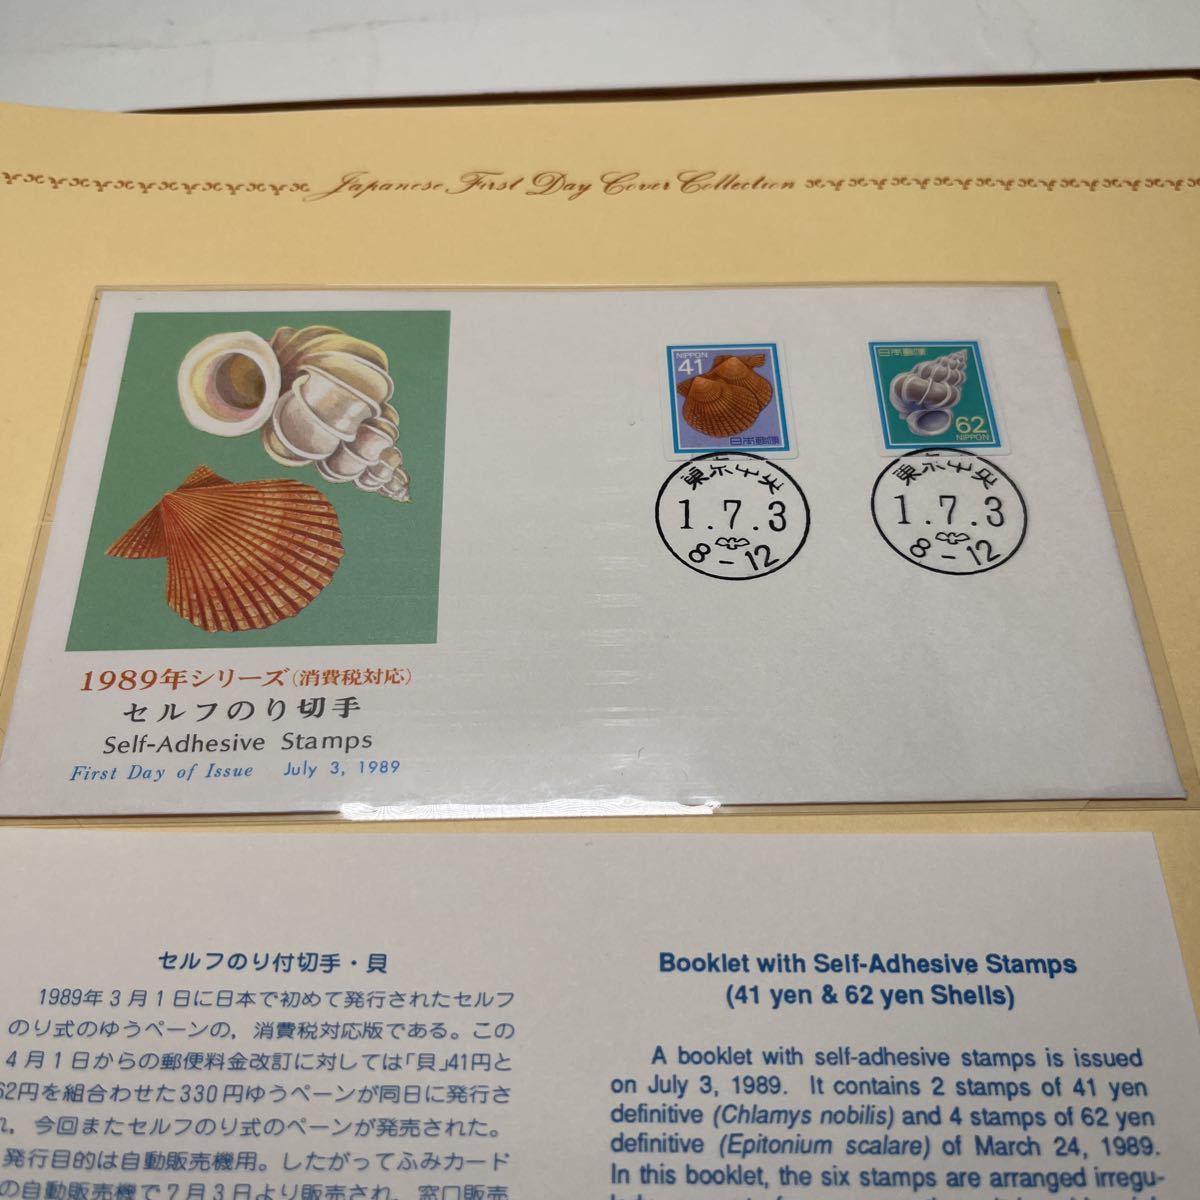 Japanese First Day Cover Collection
NIPPON
41
日本郵便
日本郵便
62
NIPPON
東京中央
1.7.3
8-12
東京中央
1.7.3
8-12
1989年シリーズ(消費税対応)
セルフのり切手
Self-Adhesive Stamps
First Day of Issue July 3, 1989
セルフのり付切手・貝
1989年3月1日に日本で初めて発行されたセルフ
のり式のゆうペーンの，消費税対応版である。この
4月1日からの郵便料金改訂に対しては「貝」41円と
62円を組合わせた330円ゆうペーンが同日に発行さ
れ，今回またセルフのり式のペーンが発売された。
発行目的は自動販売機用。したがってふみカード
の自動販売機で7月3日より販売され，窓口販売
Booklet with Self-Adhesive Stamps
(41 yen & 62 yen Shells)
A booklet with self-adhesive stamps is issued
on July 3, 1989. It contains 2 stamps of 41 yen
definitive (Chlamys nobilis) and 4 stamps of 62 yen
definitive (Epitonium scalare) of March 24, 1989.
In this booklet, the six stamps are arranged irregu-